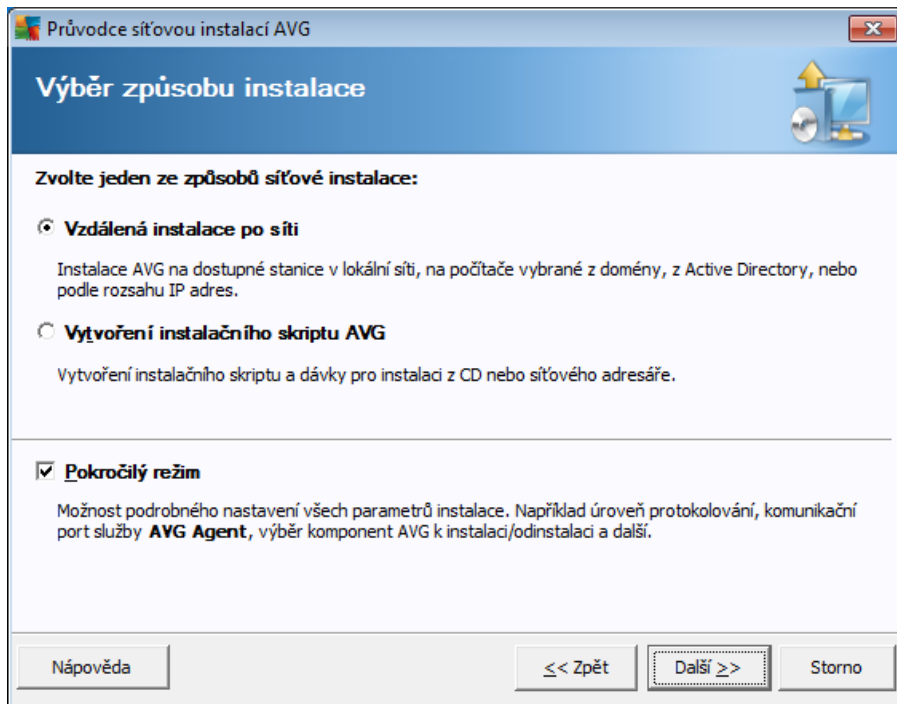 Průvodce síťovou instalací AVG
Výběr způsobu instalace
Zvolte jeden ze způsobů síťové instalace:
Vzdálená instalace po síti
Instalace AVG na dostupné stanice v lokální síti, na počítače vybrané z domény, z Active Directory, nebo
podle rozsahu IP adres.
Vytvoření instalačního skriptu AVG
Vytvoření instalačního skriptu a dávky pro instalaci z CD nebo síťového adresáře.
Pokročilý režim
Možnost podrobného nastavení všech parametrů instalace. Například úroveň protokolování, komunikační
port služby AVG Agent, výběr komponent AVG k instalaci/odinstalaci a další.
Nápověda
<< Zpět
Další >>
Storno